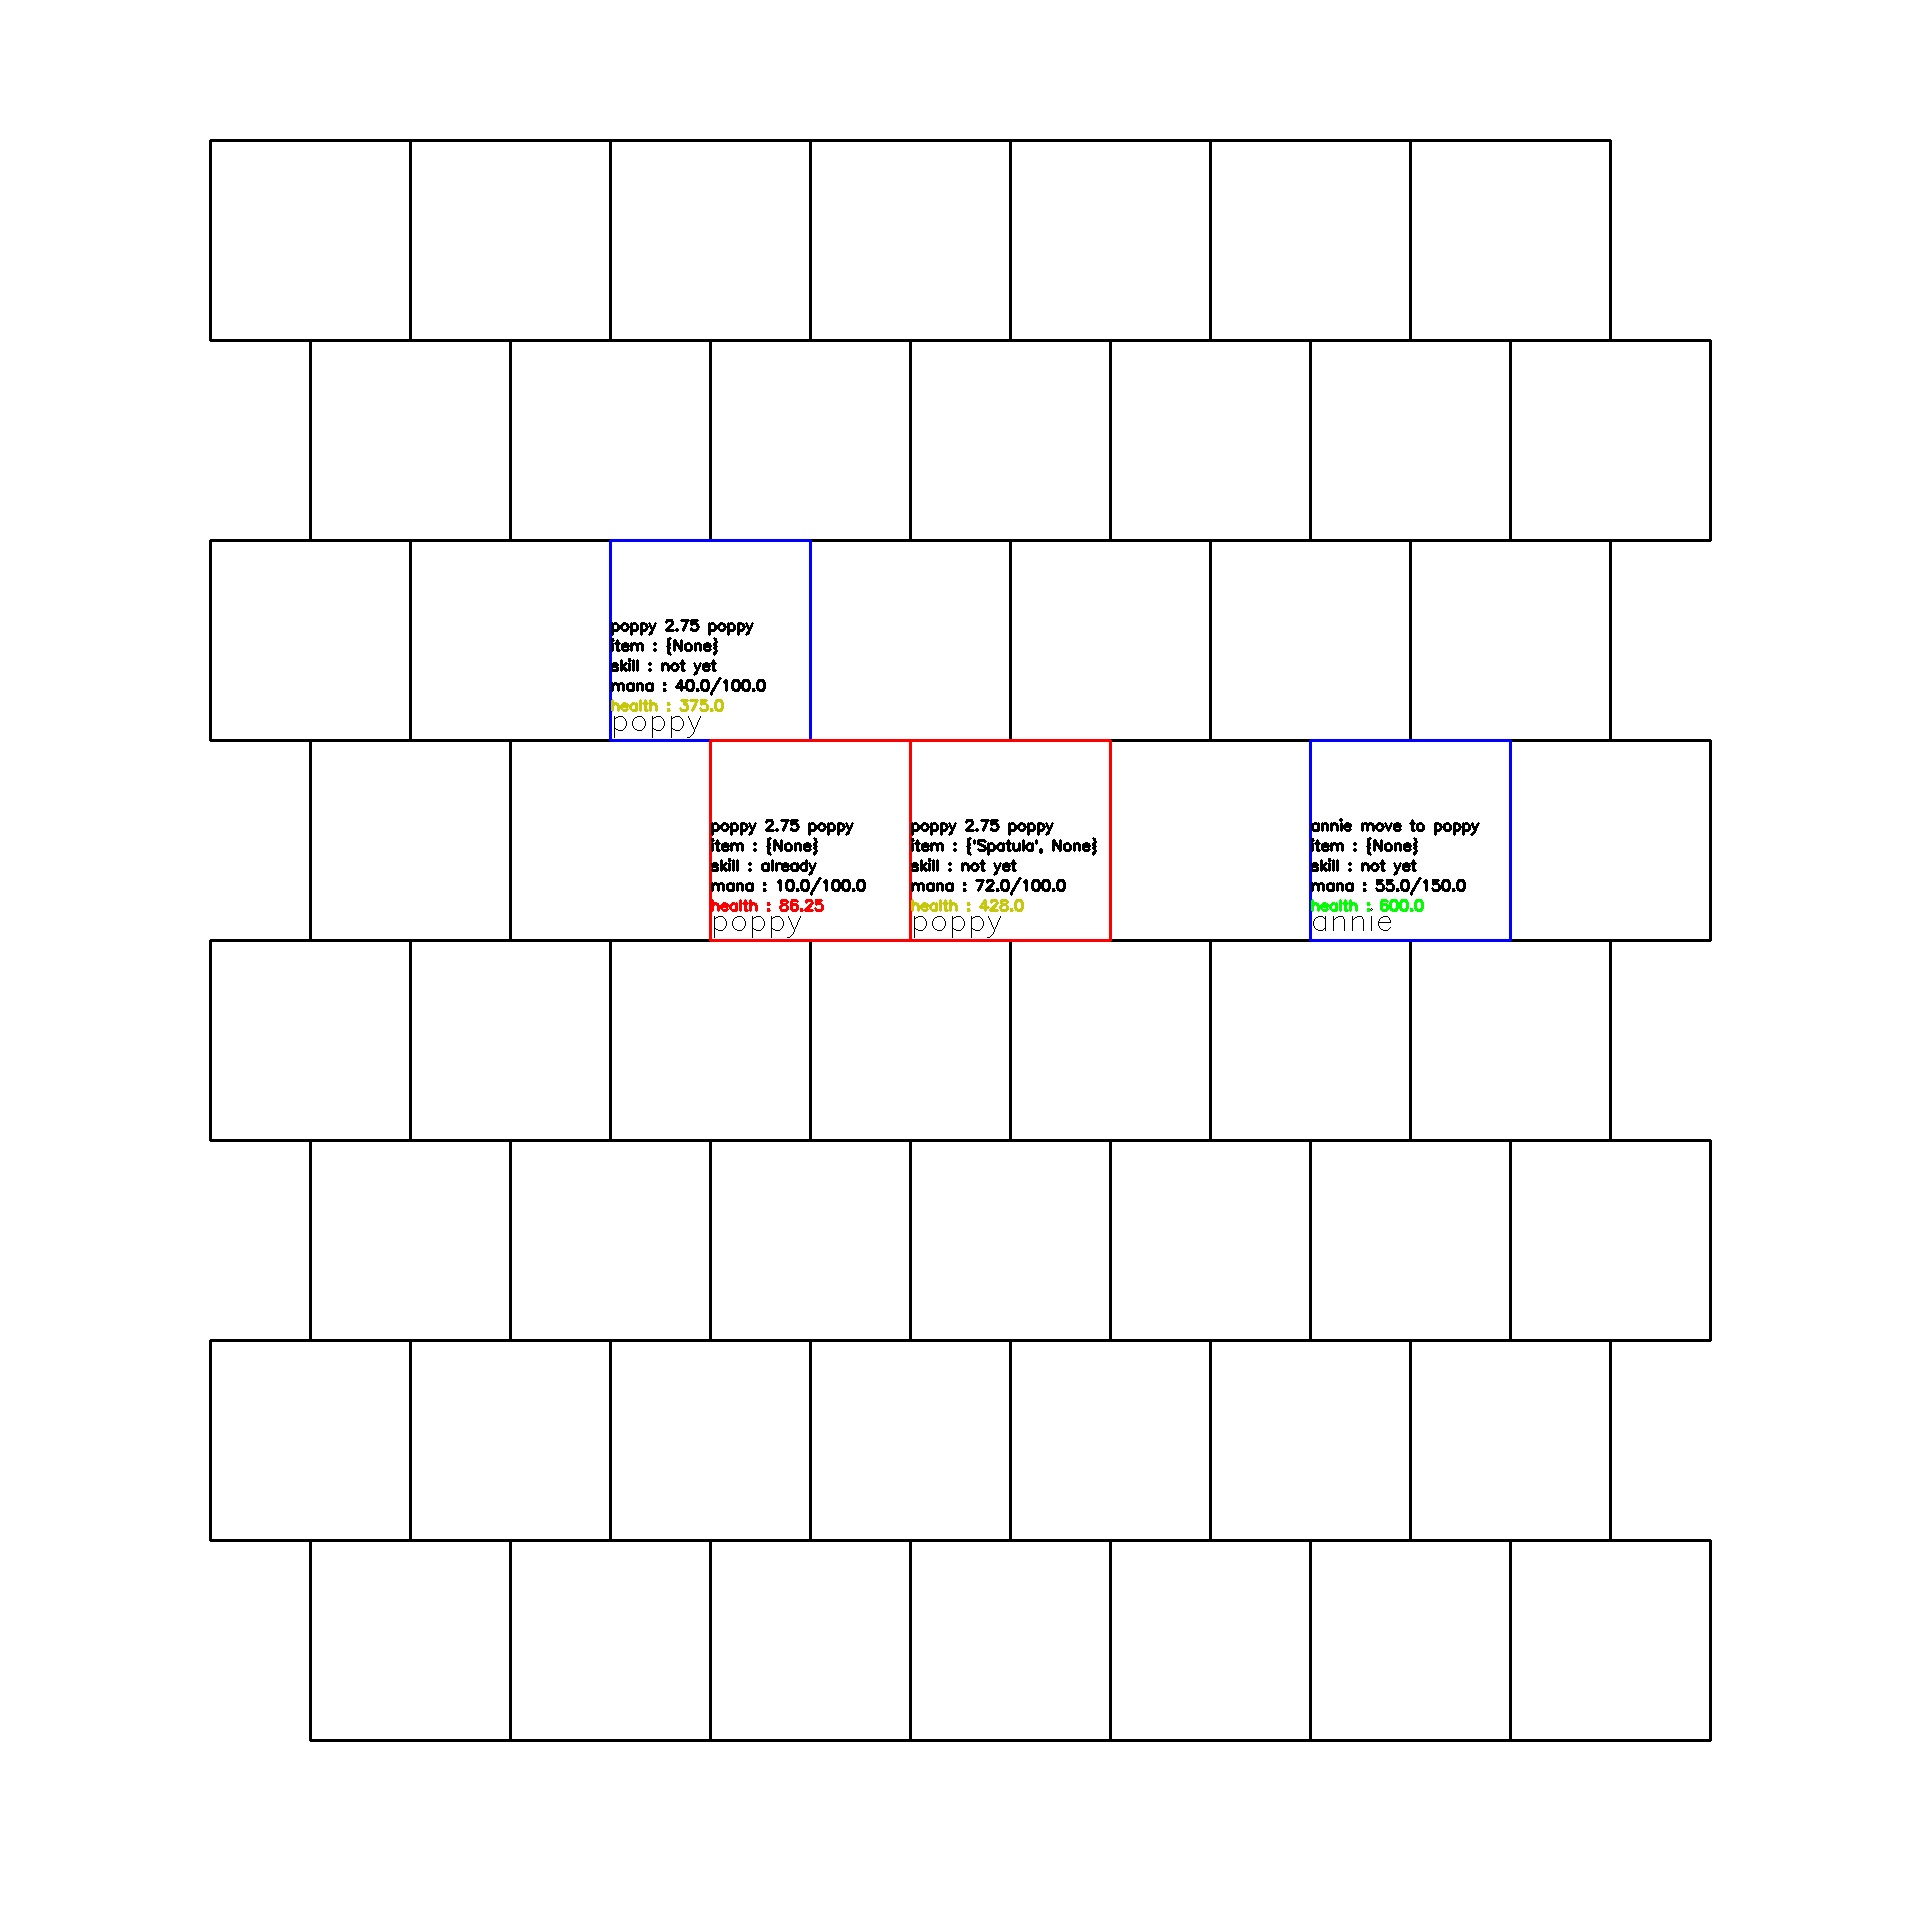 poppy 2.75 poppy
item : {None}
skill : not yet
mana : 40.0/100.0
health : 375.0
poppy
poppy 2.75 poppy
item : {None}
skill : already
mana : 10.0/100.0
health : 86.25
poppy
poppy 2.75 poppy
item : {'Spatula', None}
skill : not yet
mana : 72.0/100.0
health : 428.0
poppy
annie move to poppy
item : {None}
skill : not yet
mana : 55.0/150.0
health : 600.0
annie